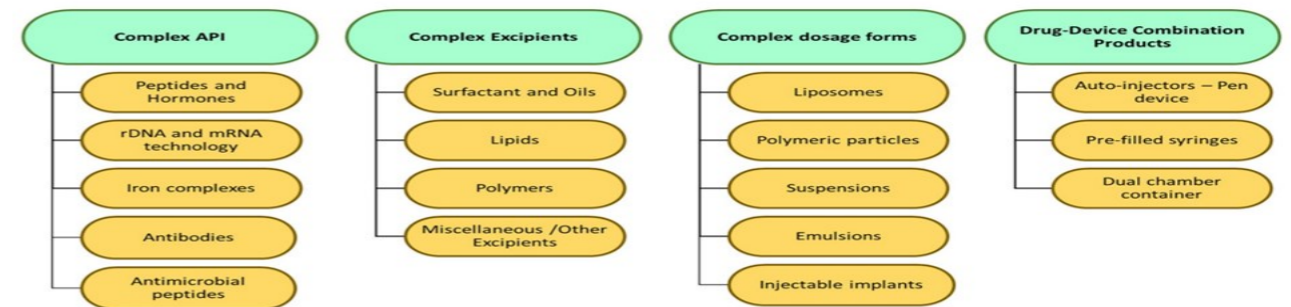 Complex API
Peptides and
Hormones
rDNA and mRNA
technology
Iron complexes
Antibodies
Antimicrobial
peptides
Complex Excipients
Surfactant and Oils
Lipids
Polymers
Miscellaneous /Other
Excipients
Complex dosage forms
Liposomes
Polymeric particles
Suspensions
Emulsions
Injectable implants
Drug-Device Combination
Products
Auto-injectors – Pen
device
Pre-filled syringes
Dual chamber
container